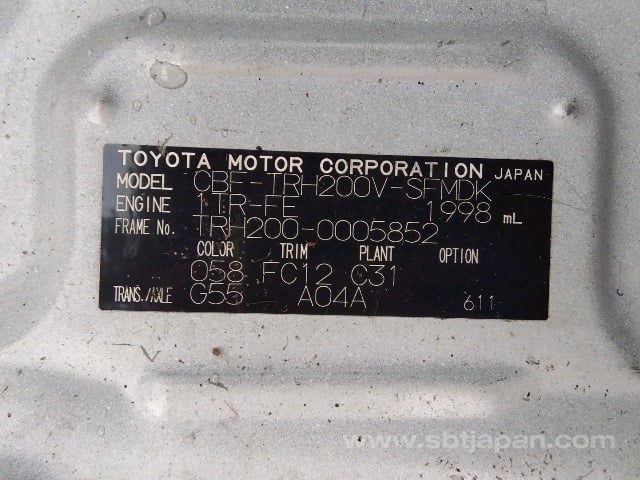 TOYOTA MOTOR CORPORATION JAPAN
MODEL CBF-TRH200V-SFMDK
ENGINE 1TR-FE 1998 mL
FRAME No. TRH200-0005852
COLOR TRIM PLANT OPTION
058 FC12 C31
TRANS./AXLE G55 A04A 611
www.sbtjapan.com